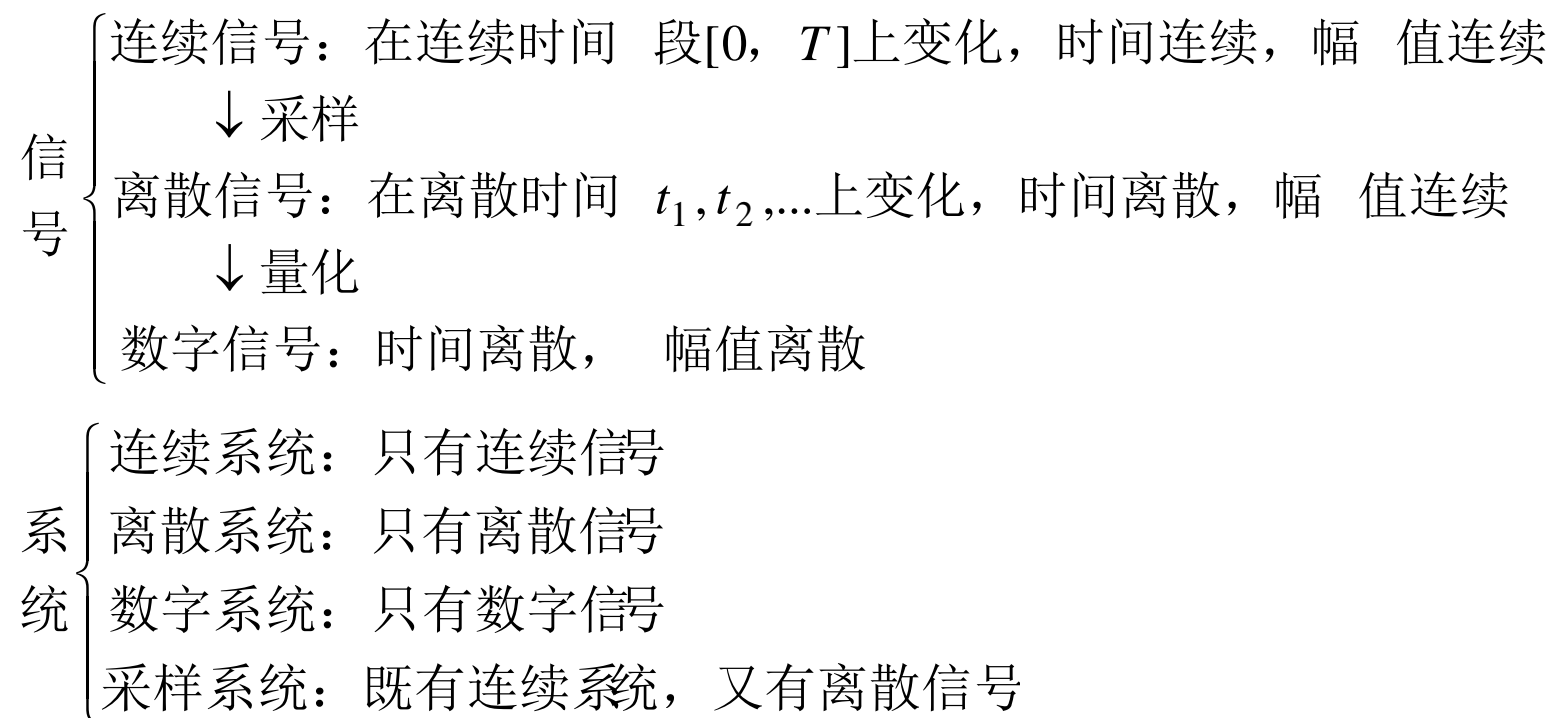 信号
连续信号：在连续时间 段[0，T]上变化，时间连续，幅 值连续
↓采样
离散信号：在离散时间 t₁,t₂,...上变化，时间离散，幅 值连续
↓量化
数字信号：时间离散， 幅值离散
系统
连续系统：只有连续信号
离散系统：只有离散信号
数字系统：只有数字信号
采样系统：既有连续系统，又有离散信号